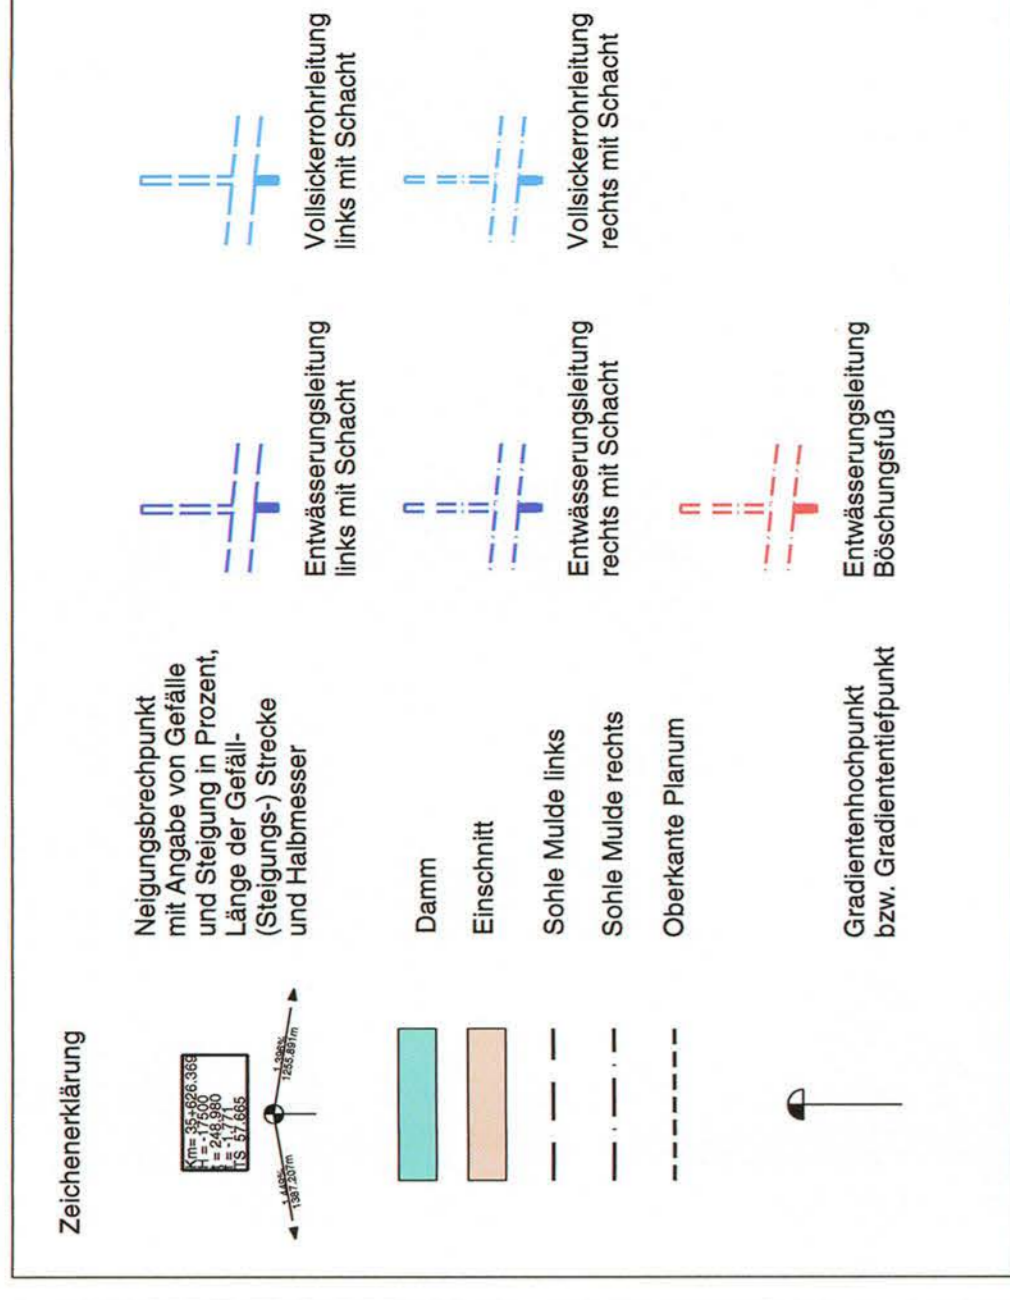 Zeichenerklärung
Km= 35+626.369
H = -17500
= 248.980
= -1.771
TS 57.665
1.449%
1387.207m
1.396%
1255.891m
Neigungsbrechpunkt
mit Angabe von Gefälle
und Steigung in Prozent,
Länge der Gefäll-
(Steigungs-) Strecke
und Halbmesser
Damm
Einschnitt
Sohle Mulde links
Sohle Mulde rechts
Oberkante Planum
Gradientenhochpunkt
bzw. Gradiententiefpunkt
Entwässerungsleitung
links mit Schacht
Entwässerungsleitung
rechts mit Schacht
Entwässerungsleitung
Böschungsfuß
Vollsickerrohrleitung
links mit Schacht
Vollsickerrohrleitung
rechts mit Schacht